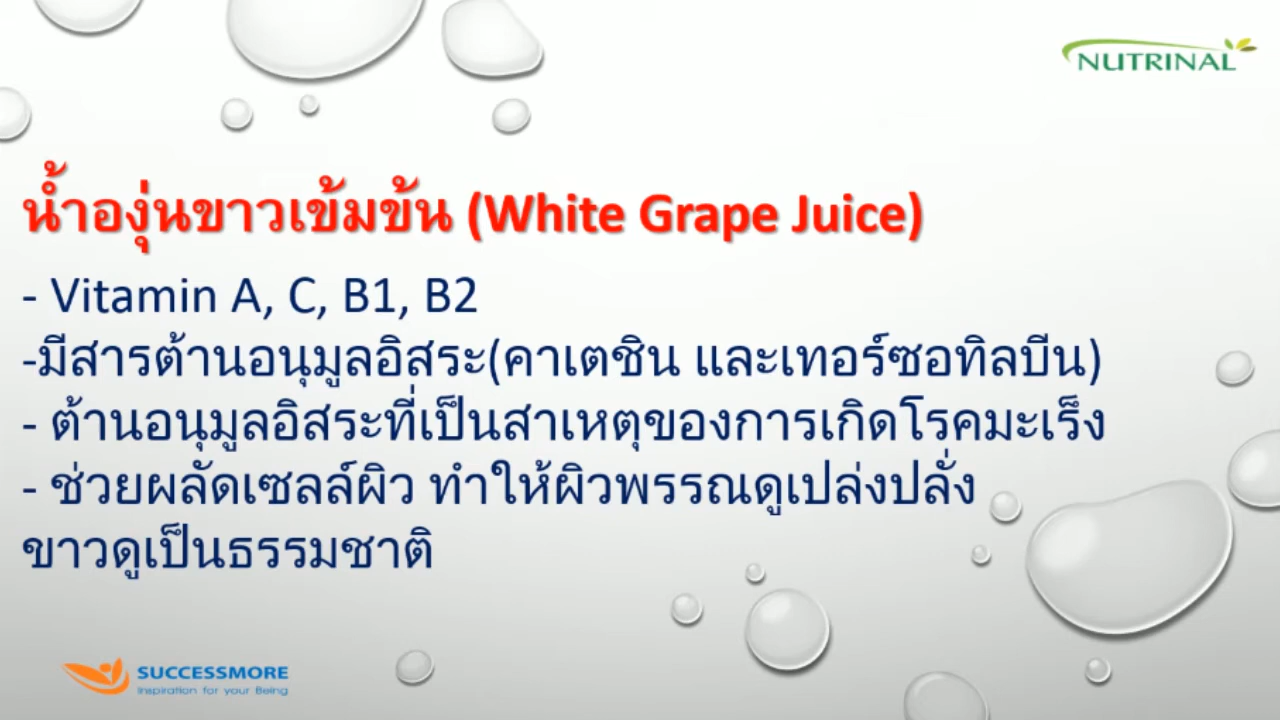 NUTRINAL
น้ำองุ่นขาวเข้มข้น (White Grape Juice)
- Vitamin A, C, B1, B2
-มีสารต้านอนุมูลอิสระ(คาเตชิน และเทอร์ซอทิลบีน)
- ต้านอนุมูลอิสระที่เป็นสาเหตุของการเกิดโรคมะเร็ง
- ช่วยผลัดเซลล์ผิว ทำให้ผิวพรรณดูเปล่งปลั่ง
ขาวดูเป็นธรรมชาติ
SUCCESSMORE
Inspiration for your Being